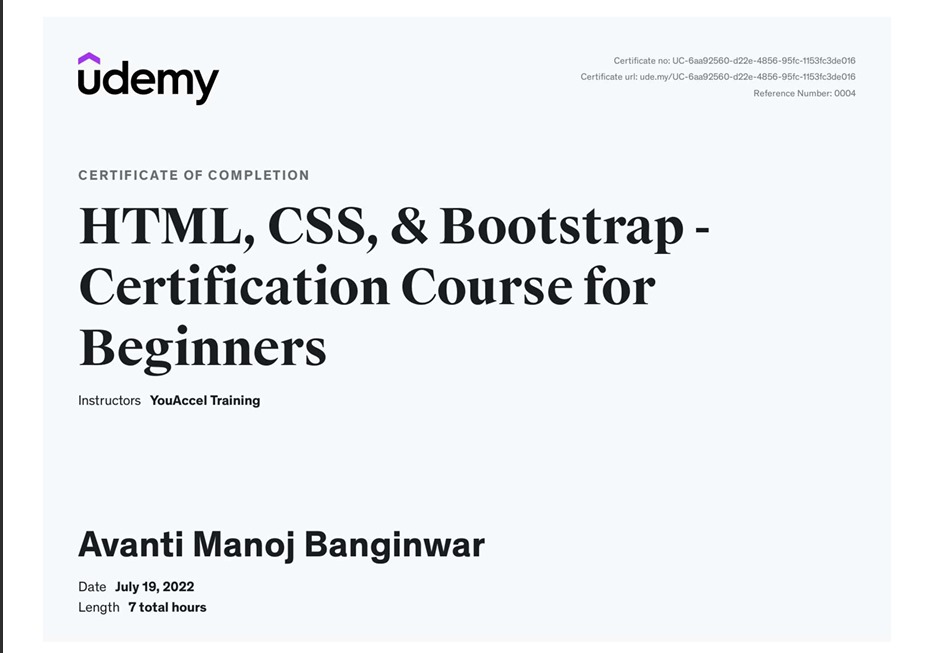 udemy
Certificate no: UC-6aa92560-d22e-4856-95fc-1153fc3de016
Certificate url: ude.my/UC-6aa92560-d22e-4856-95fc-1153fc3de016
Reference Number: 0004
CERTIFICATE OF COMPLETION
HTML, CSS, & Bootstrap -
Certification Course for
Beginners
Instructors YouAccel Training
Avanti Manoj Banginwar
Date July 19, 2022
Length 7 total hours